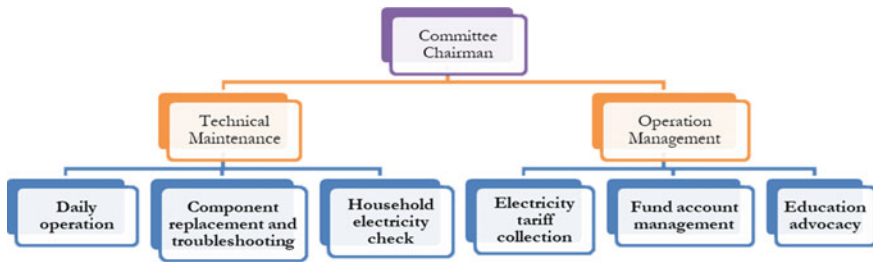 Committee
Chairman
Technical
Maintenance
Operation
Management
Daily
operation
Component
replacement and
troubleshooting
Household
electricity
check
Electricity
tariff
collection
Fund account
management
Education
advocacy